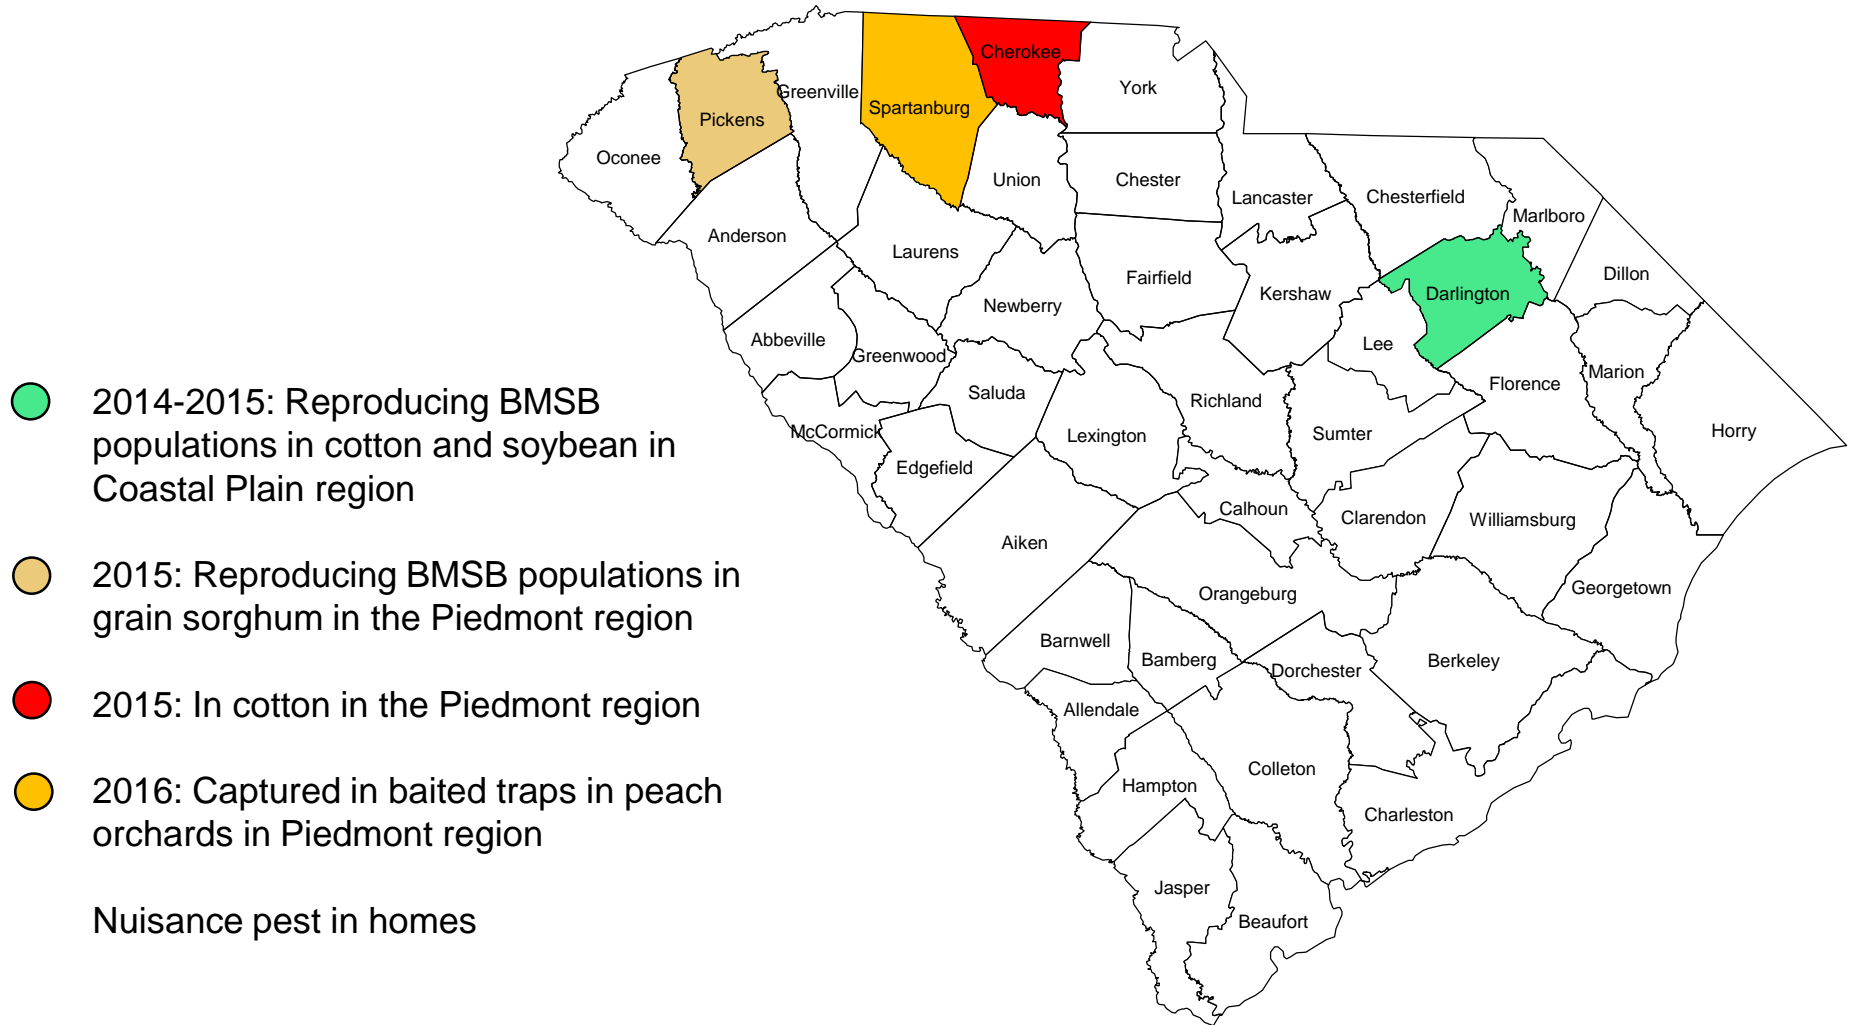 2014-2015: Reproducing BMSB
populations in cotton and soybean in
Coastal Plain region
2015: Reproducing BMSB populations in
grain sorghum in the Piedmont region
2015: In cotton in the Piedmont region
2016: Captured in baited traps in peach
orchards in Piedmont region
Nuisance pest in homes
Cherokee
York
Greenville
Spartanburg
Pickens
Oconee
Union
Chester
Lancaster
Chesterfield
Marlboro
Anderson
Laurens
Fairfield
Kershaw
Darlington
Dillon
Newberry
Abbeville
Greenwood
Lee
Marion
Florence
Saluda
Richland
McCormick
Lexington
Sumter
Horry
Edgefield
Calhoun
Clarendon
Williamsburg
Aiken
Orangeburg
Georgetown
Barnwell
Bamberg
Dorchester
Berkeley
Allendale
Hampton
Colleton
Charleston
Jasper
Beaufort